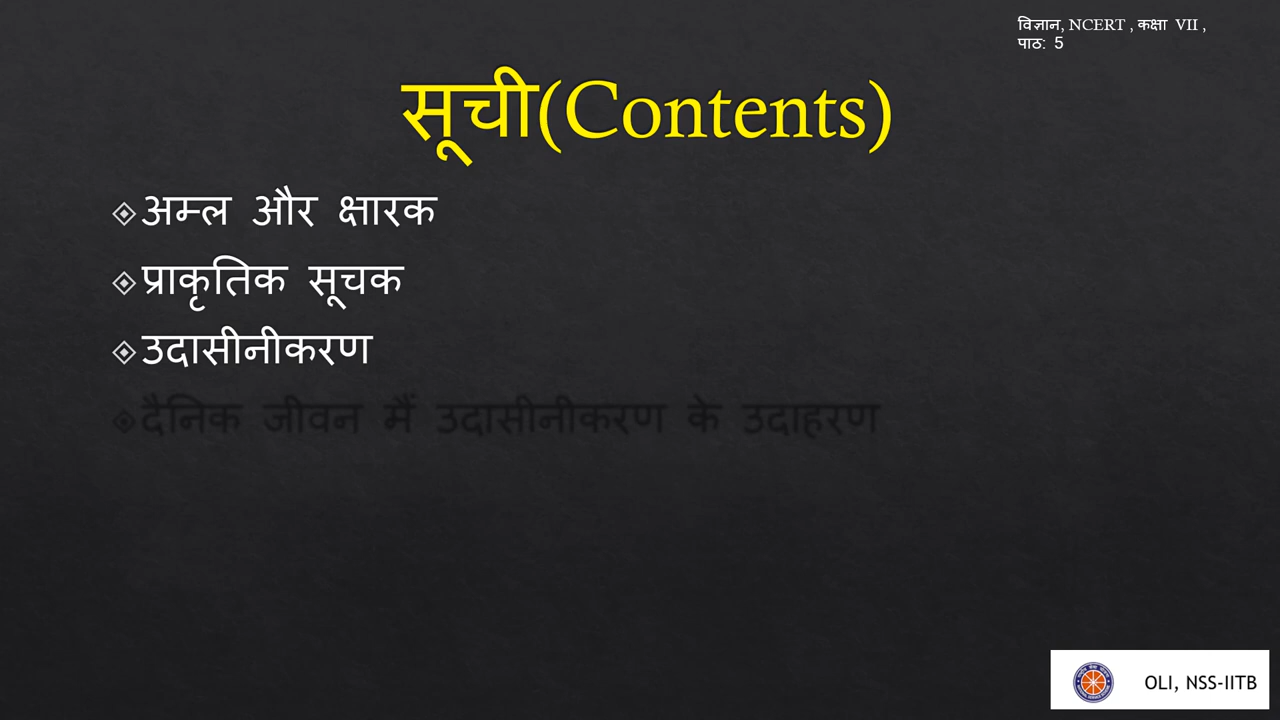 विज्ञान, NCERT , कक्षा VII ,
पाठ: 5
सूची(Contents)
अम्ल और क्षारक
प्राकृतिक सूचक
उदासीनीकरण
दैनिक जीवन मैं उदासीनीकरण के उदाहरण
OLI, NSS-IITB